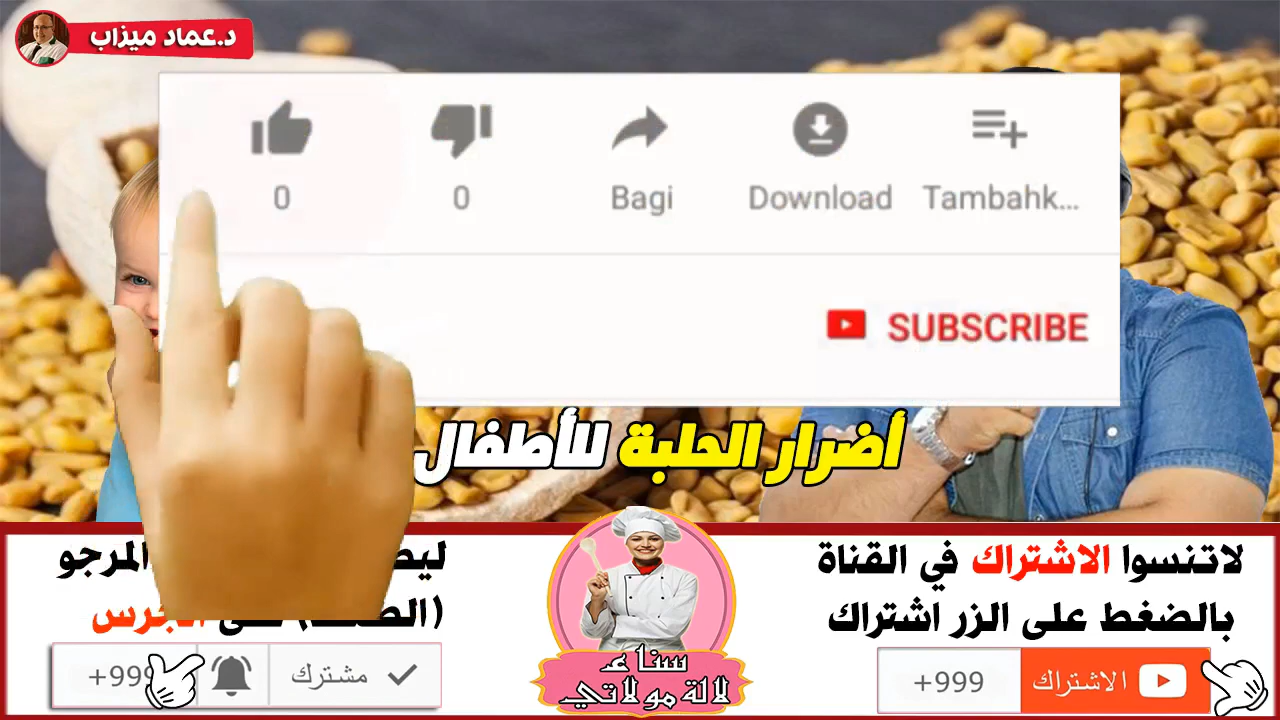 د.عماد ميزاب
0
0
Bagi
Download
Tambahk...
SUBSCRIBE
أضرار الحلبة للأطفال
لاتنسوا الاشتراك في القناة
بالضغط على الزر اشتراك
+999
الاشتراك
المرجو
مشترك
+999
سناء
لالة مولاتي